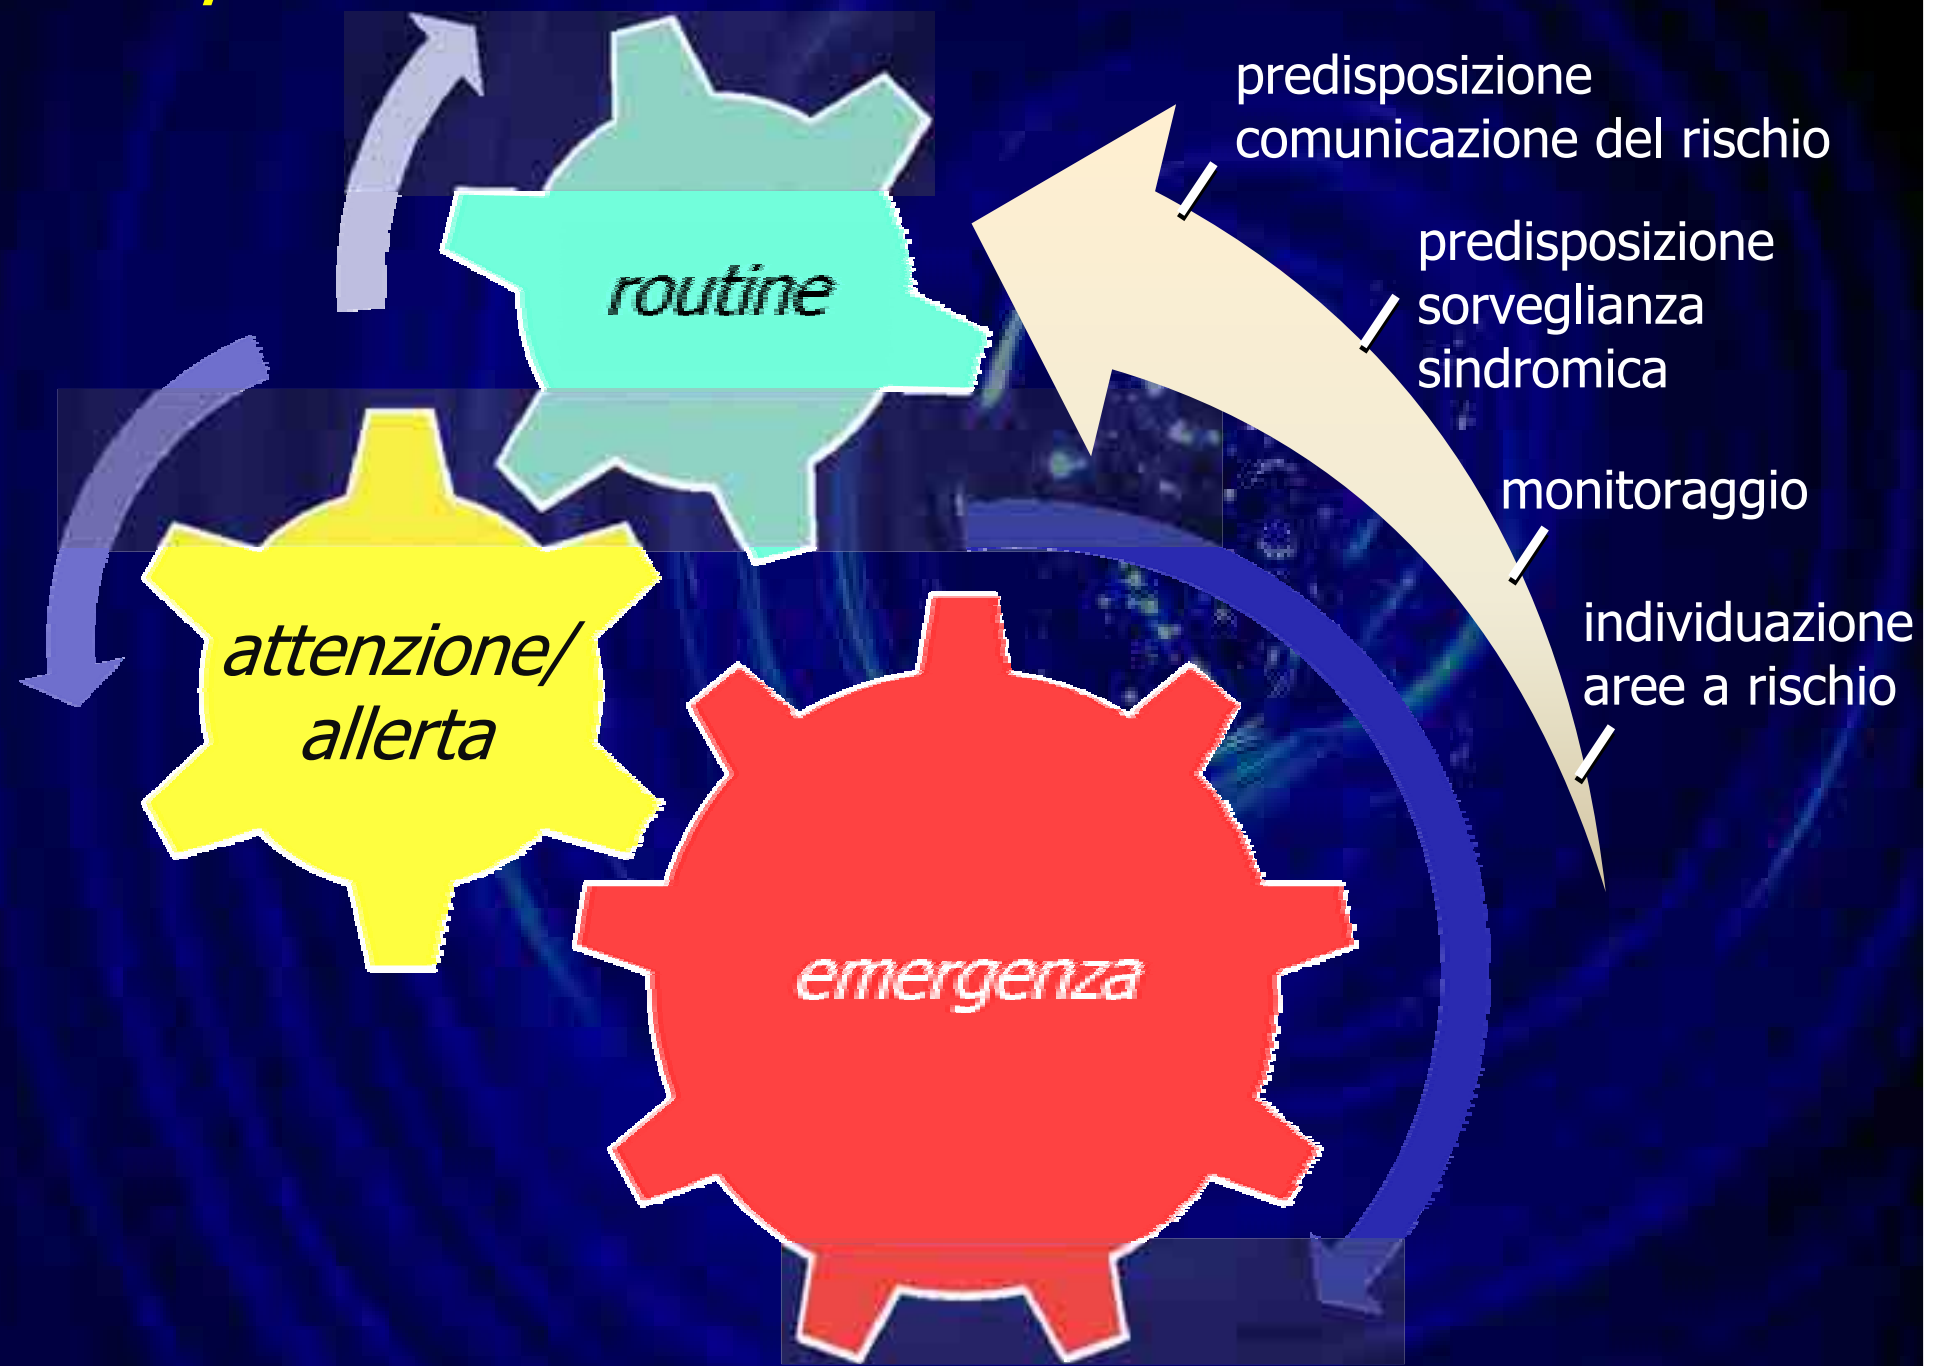 predisposizione
comunicazione del rischio
predisposizione
sorveglianza
sindromica
monitoraggio
individuazione
aree a rischio
routine
attenzione/
allerta
emergenza